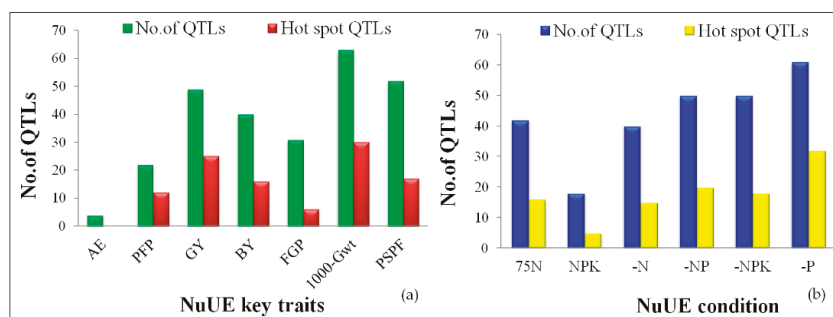 No.of QTLs
Hot spot QTLs
No.of QTLs
70
60
50
40
30
20
10
0
AE
PFP
GY
BY
FGP
1000-Gwt
PSPF
NuUE key traits
(a)
No.of QTLs
Hot spot QTLs
No.of QTLs
70
60
50
40
30
20
10
0
75N
NPK
-N
-NP
-NPK
-P
NuUE condition
(b)